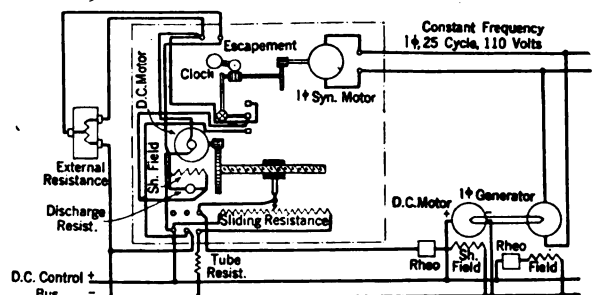 Constant Frequency
1ϕ, 25 Cycle, 110 Volts
Escapement
Clock
D.C. Motor
1ϕ Syn. Motor
Sh. Field
External
Resistance
Discharge
Resist.
Sliding Resistance
D.C. Motor
1ϕ Generator
+
−
Tube
Resist.
Rheo
Sh.
Field
Rheo
Field
D.C. Control +
Bus −